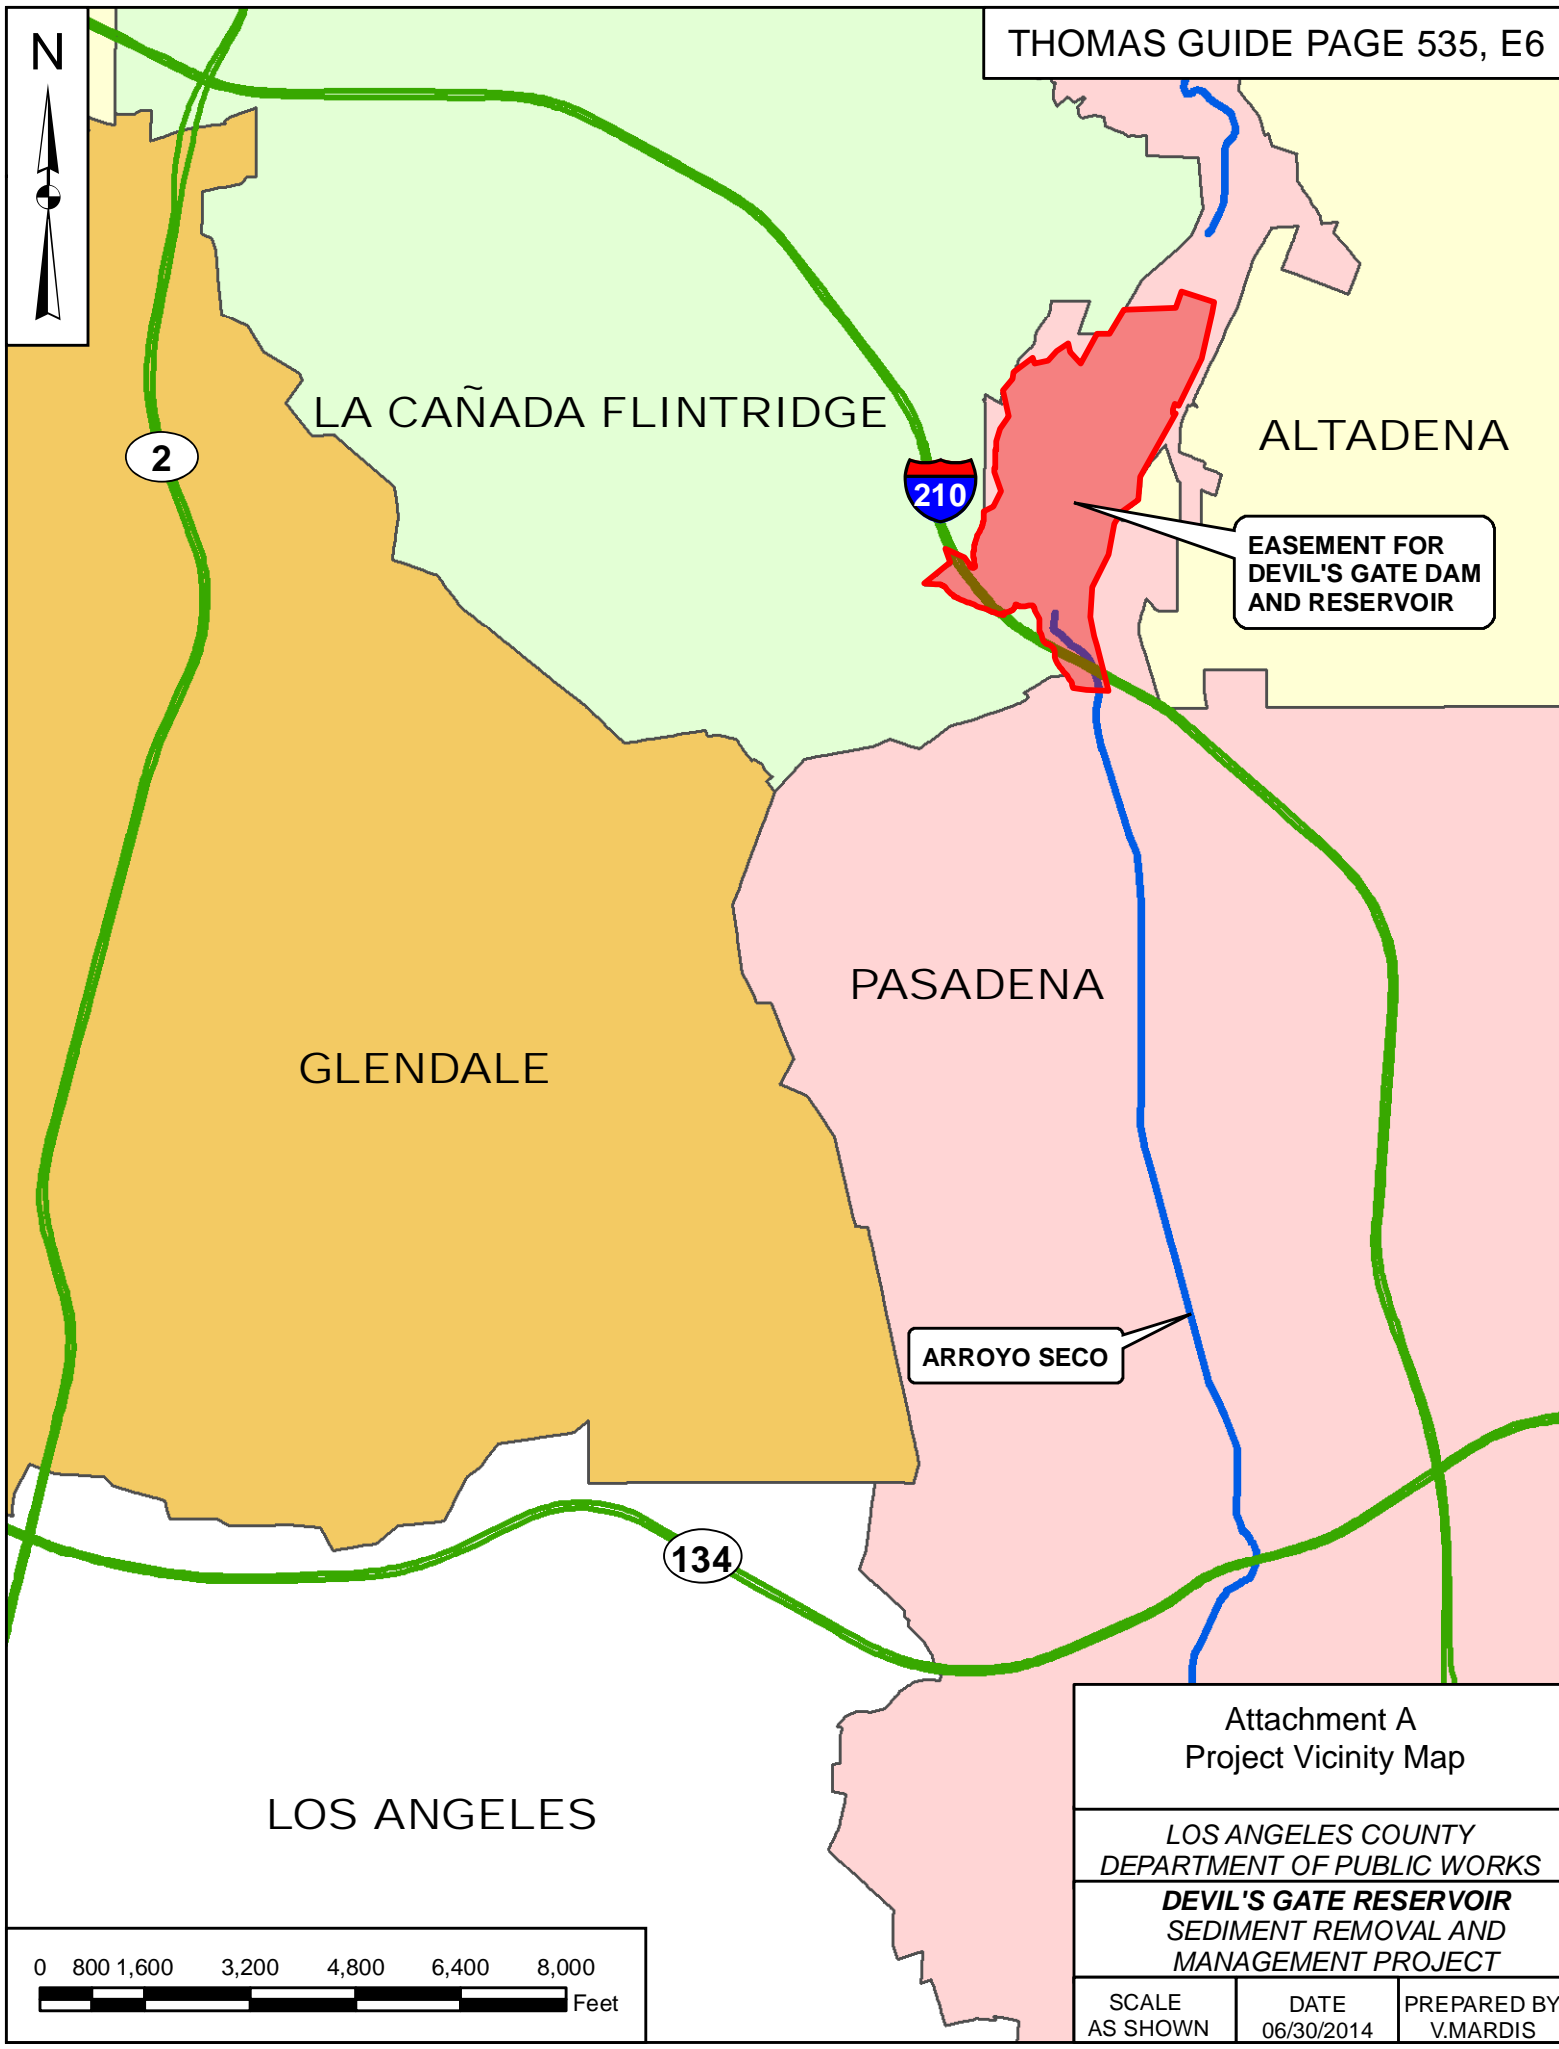 N
THOMAS GUIDE PAGE 535, E6
LA CAÑADA FLINTRIDGE
ALTADENA
2
210
EASEMENT FOR
DEVIL'S GATE DAM
AND RESERVOIR
PASADENA
GLENDALE
ARROYO SECO
134
LOS ANGELES
Attachment A
Project Vicinity Map
LOS ANGELES COUNTY
DEPARTMENT OF PUBLIC WORKS
DEVIL'S GATE RESERVOIR
SEDIMENT REMOVAL AND
MANAGEMENT PROJECT
0 800 1,600 3,200 4,800 6,400 8,000
Feet
SCALE
AS SHOWN
DATE
06/30/2014
PREPARED BY
V.MARDIS